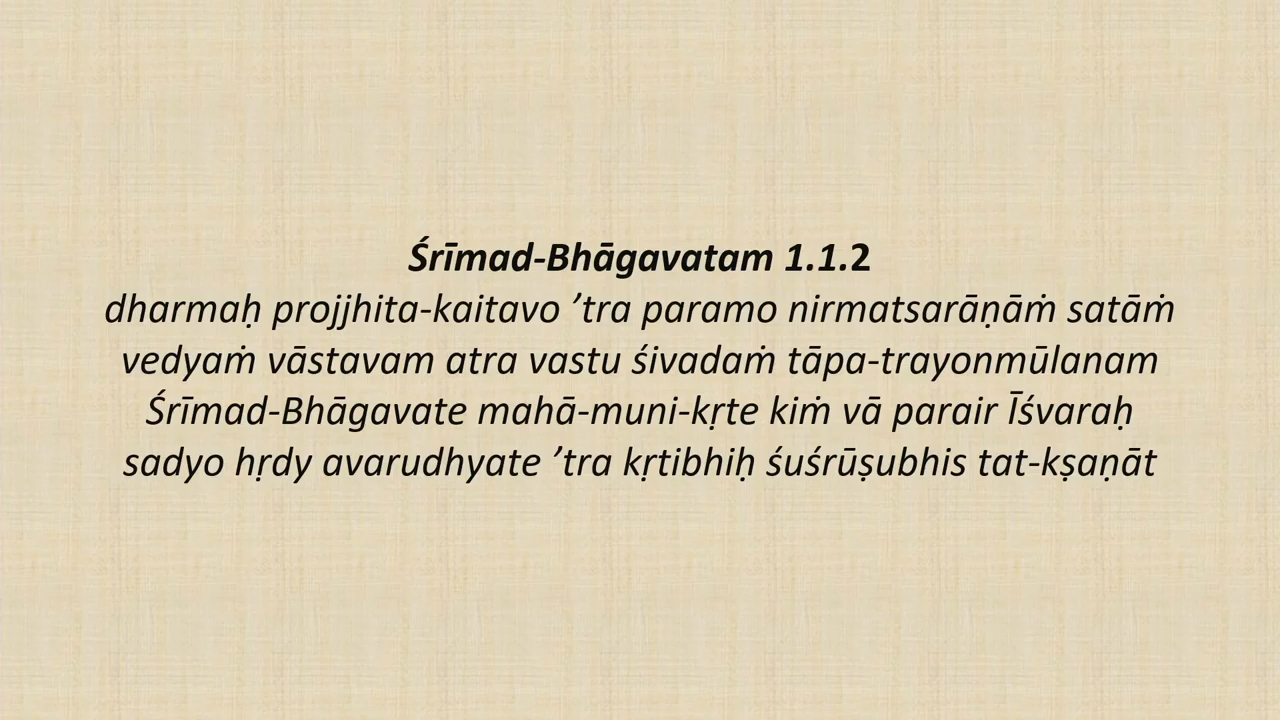 Śrīmad-Bhāgavatam 1.1.2
dharmaḥ projjhita-kaitavo ’tra paramo nirmatsarāṇāṁ satāṁ
vedyaṁ vāstavam atra vastu śivadaṁ tāpa-trayonmūlanam
Śrīmad-Bhāgavate mahā-muni-kṛte kiṁ vā parair Īśvaraḥ
sadyo hṛdy avarudhyate ’tra kṛtibhiḥ śuśrūṣubhis tat-kṣaṇāt